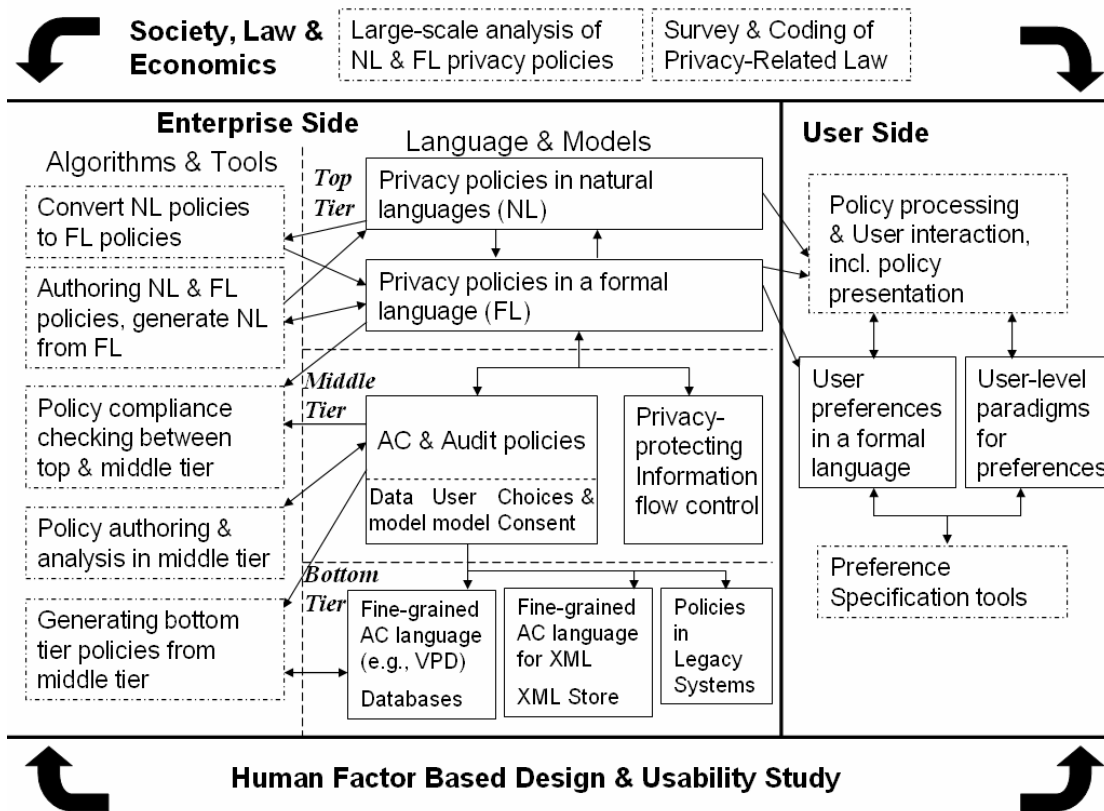 Society, Law &
Economics
Large-scale analysis of
NL & FL privacy policies
Survey & Coding of
Privacy-Related Law
Enterprise Side
Algorithms & Tools
Convert NL policies
to FL policies
Authoring NL & FL
policies, generate NL
from FL
Policy compliance
checking between
top & middle tier
Policy authoring &
analysis in middle tier
Generating bottom
tier policies from
middle tier
Language & Models
Top
Tier
Privacy policies in natural
languages (NL)
Privacy policies in a formal
language (FL)
Middle
Tier
AC & Audit policies
Data User Choices &
model model Consent
Privacy-
protecting
Information
flow control
Bottom
Tier
Fine-grained
AC language
(e.g., VPD)
Databases
Fine-grained
AC language
for XML
XML Store
Policies
in
Legacy
Systems
User Side
Policy processing
& User interaction,
incl. policy
presentation
User
preferences
in a formal
language
User-level
paradigms
for
preferences
Preference
Specification tools
Human Factor Based Design & Usability Study